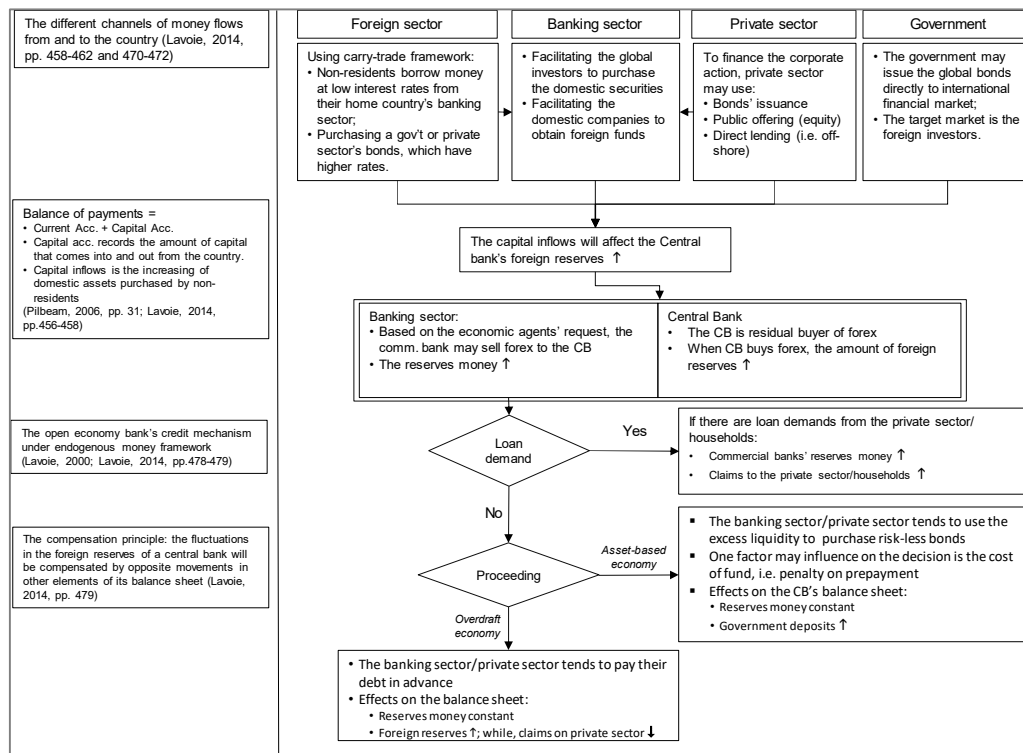 The different channels of money flows
from and to the country (Lavoie, 2014,
pp. 458-462 and 470-472)
Foreign sector
Using carry-trade framework:
• Non-residents borrow money
at low interest rates from
their home country's banking
sector;
• Purchasing a gov't or private
sector's bonds, which have
higher rates.
Banking sector
• Facilitating the global
investors to purchase
the domestic securities
• Facilitating the
domestic companies to
obtain foreign funds
Private sector
To finance the corporate
action, private sector
may use:
• Bonds' issuance
• Public offering (equity)
• Direct lending (i.e. off-
shore)
Government
• The government may
issue the global bonds
directly to international
financial market;
• The target market is the
foreign investors.
Balance of payments =
• Current Acc. + Capital Acc.
• Capital acc. records the amount of capital
that comes into and out from the country.
• Capital inflows is the increasing of
domestic assets purchased by non-
residents
(Pilbeam, 2006, pp. 31; Lavoie, 2014,
pp.456-458)
The capital inflows will affect the Central
bank's foreign reserves ↑
Banking sector:
• Based on the economic agents' request, the
comm. bank may sell forex to the CB
• The reserves money ↑
Central Bank
• The CB is residual buyer of forex
• When CB buys forex, the amount of foreign
reserves ↑
The open economy bank's credit mechanism
under endogenous money framework
(Lavoie, 2000; Lavoie, 2014, pp.478-479)
Loan
demand
Yes
If there are loan demands from the private sector/
households:
• Commercial banks' reserves money ↑
• Claims to the private sector/households ↑
No
The compensation principle: the fluctuations
in the foreign reserves of a central bank will
be compensated by opposite movements in
other elements of its balance sheet (Lavoie,
2014, pp. 479)
Proceeding
Asset-based
economy
▪ The banking sector/private sector tends to use the
excess liquidity to purchase risk-less bonds
▪ One factor may influence on the decision is the cost
of fund, i.e. penalty on prepayment
▪ Effects on the CB's balance sheet:
• Reserves money constant
• Government deposits ↑
Overdraft
economy
• The banking sector/private sector tends to pay their
debt in advance
• Effects on the balance sheet:
• Reserves money constant
• Foreign reserves ↑; while, claims on private sector ↓